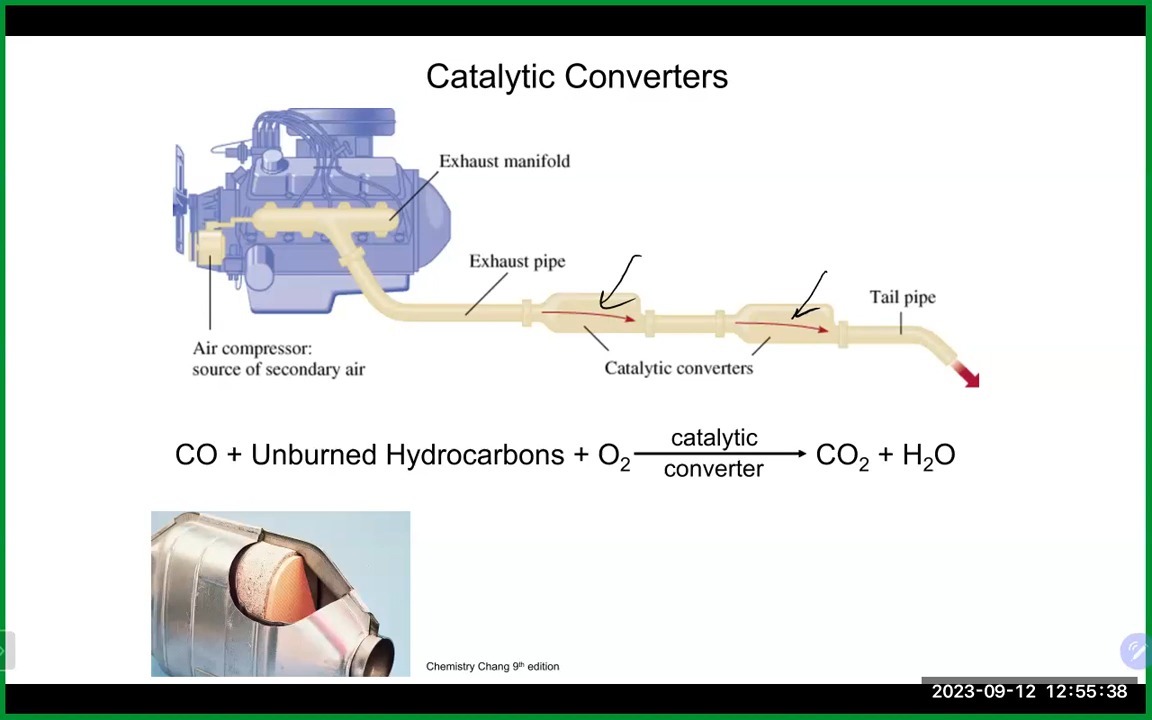 Catalytic Converters
Exhaust manifold
Exhaust pipe
Tail pipe
Air compressor:
source of secondary air
Catalytic converters
CO + Unburned Hydrocarbons + O₂ catalytic converter → CO₂ + H₂O
Chemistry Chang 9ᵗʰ edition
2023-09-12 12:55:38